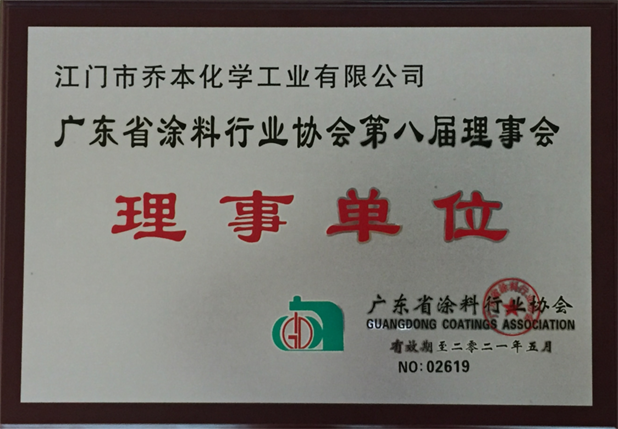 江门市乔本化学工业有限公司
广东省涂料行业协会第八届理事会
理事单位
广东省涂料行业协会
GUANGDONG COATINGS ASSOCIATION
有效期至二零二一年五月
NO:02619